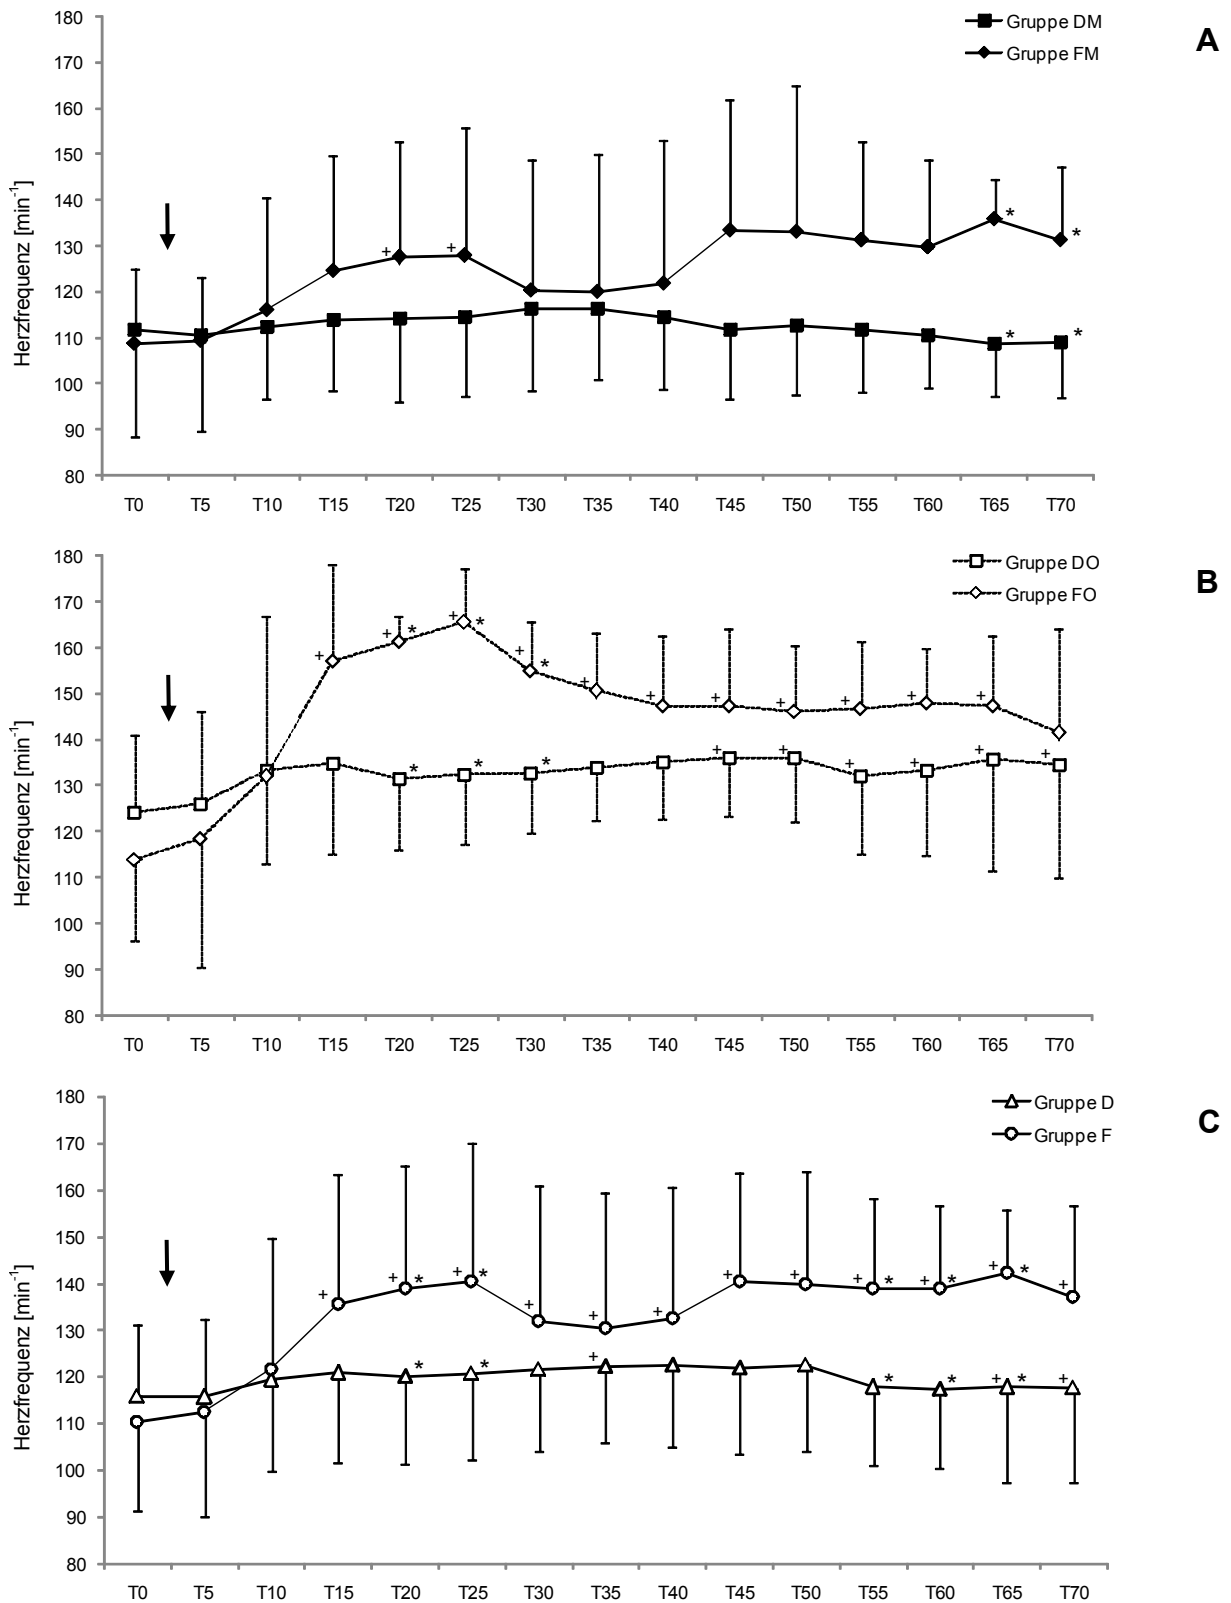 A
Gruppe DM
Gruppe FM
Herzfrequenz [min-1]
180
170
160
150
140
130
120
110
100
90
80
+ + * *
* *
T0 T5 T10 T15 T20 T25 T30 T35 T40 T45 T50 T55 T60 T65 T70
B
Gruppe DO
Gruppe FO
Herzfrequenz [min-1]
180
170
160
150
140
130
120
110
100
90
80
+ + * + * + * + + + + + + +
* * * + + + + + +
T0 T5 T10 T15 T20 T25 T30 T35 T40 T45 T50 T55 T60 T65 T70
C
Gruppe D
Gruppe F
Herzfrequenz [min-1]
180
170
160
150
140
130
120
110
100
90
80
+ + * + * + + + + + + * + * + * +
* * + * * + * +
T0 T5 T10 T15 T20 T25 T30 T35 T40 T45 T50 T55 T60 T65 T70